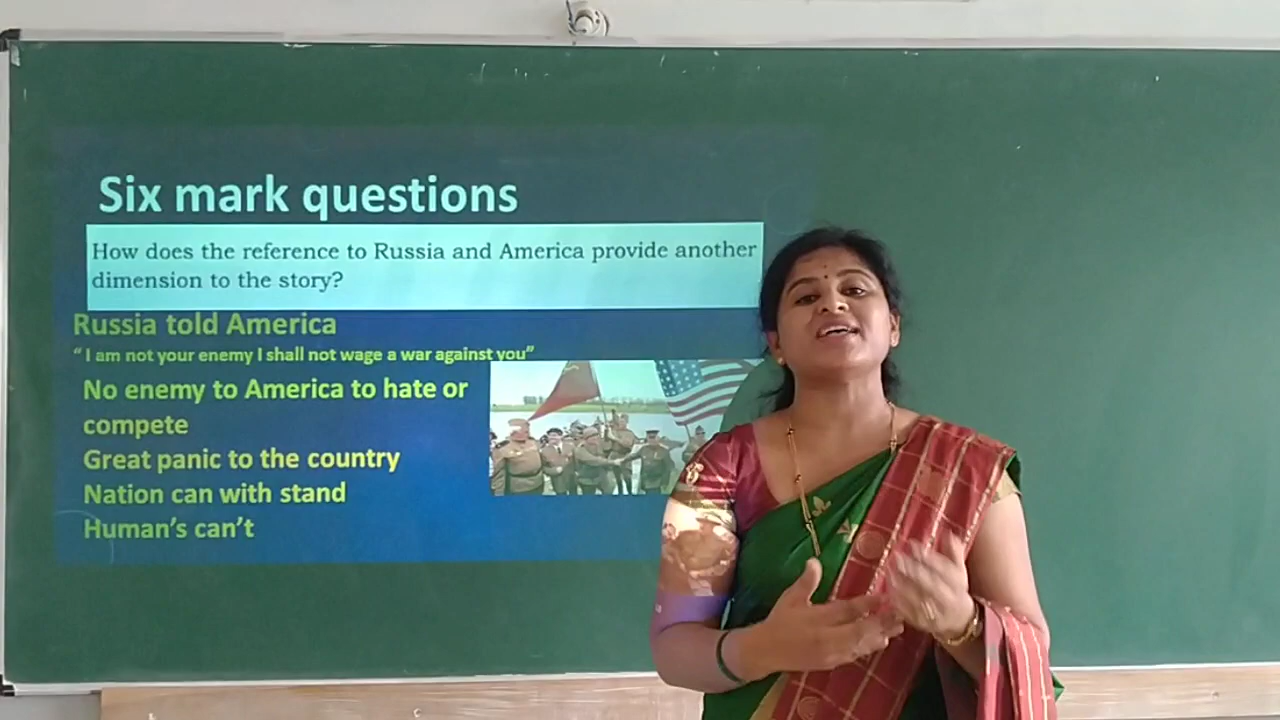 Six mark questions
How does the reference to Russia and America provide another
dimension to the story?
Russia told America
“ I am not your enemy I shall not wage a war against you”
No enemy to America to hate or
compete
Great panic to the country
Nation can with stand
Human’s can’t